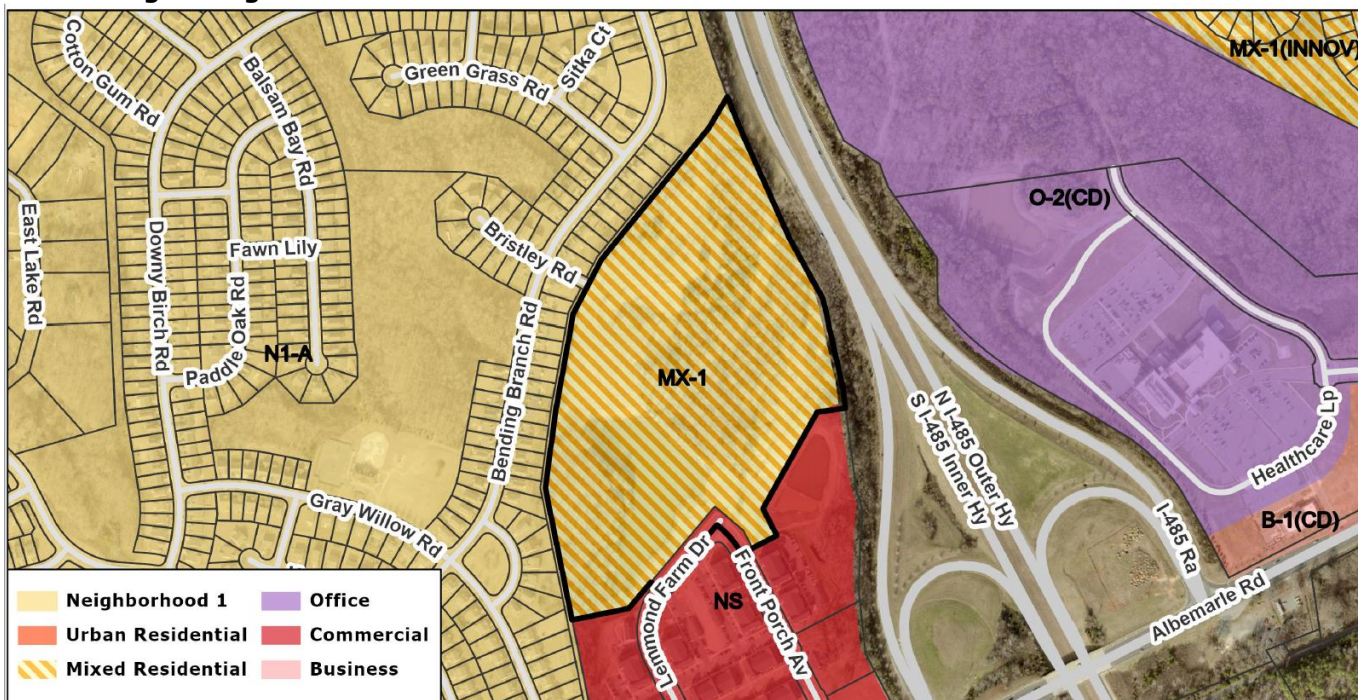 Cotton Gum Rd
Balsam Bay Rd
Green Grass Rd
Sitka Ct
MX-1(INNOV)
O-2(CD)
East Lake Rd
Downy Birch Rd
Fawn Lily
Bristley Rd
Paddle Oak Rd
N1-A
Bending Branch Rd
MX-1
S I-485 Inner Hy
N I-485 Outer Hy
Healthcare Lp
Gray Willow Rd
I-485 Ra
B-1(CD)
Lemmond Farm Dr
Front Porch Av
NS
Albemarle Rd
Neighborhood 1
Office
Urban Residential
Commercial
Mixed Residential
Business